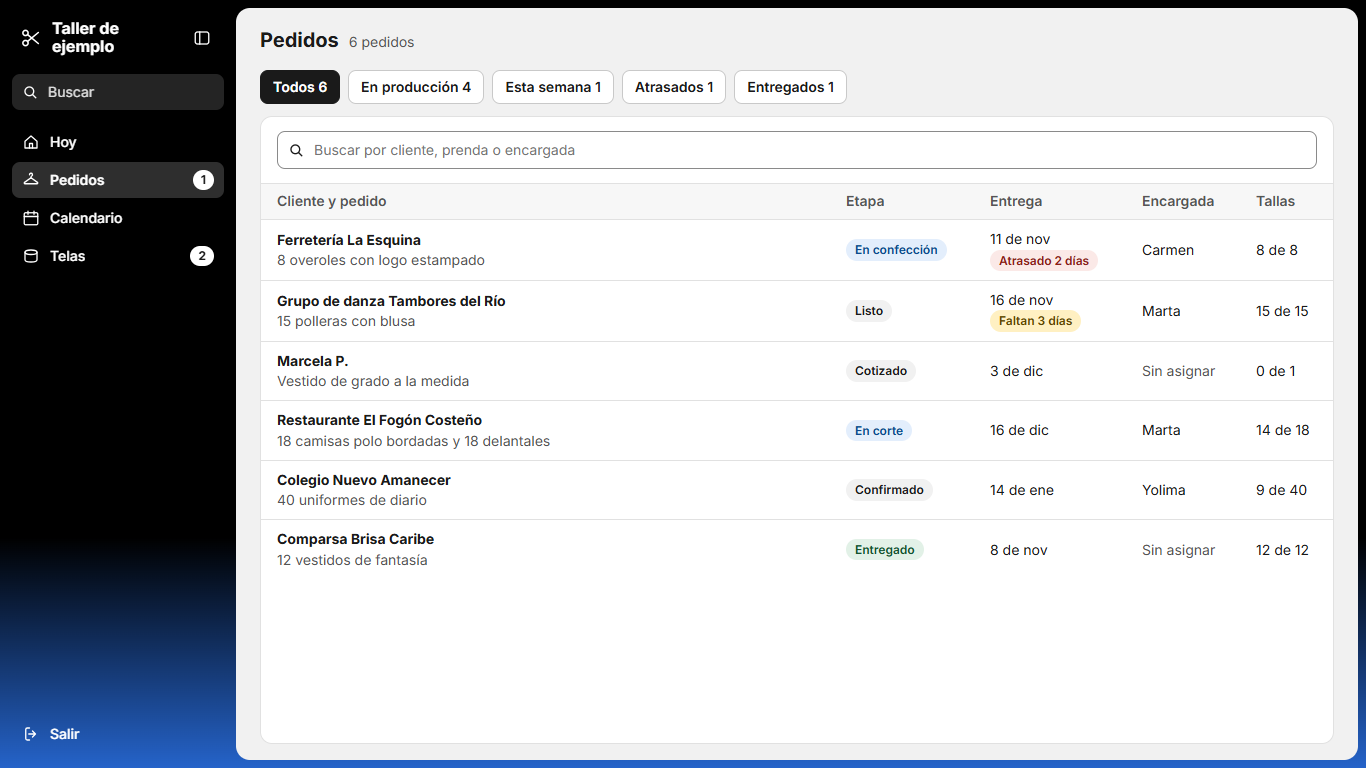 Taller de
ejemplo
Buscar
Hoy
Pedidos 1
Calendario
Telas 2
Salir
Pedidos 6 pedidos
Todos 6 En producción 4 Esta semana 1 Atrasados 1 Entregados 1
Buscar por cliente, prenda o encargada
Cliente y pedido Etapa Entrega Encargada Tallas
Ferretería La Esquina
8 overoles con logo estampado
En confección
11 de nov
Atrasado 2 días
Carmen
8 de 8
Grupo de danza Tambores del Río
15 polleras con blusa
Listo
16 de nov
Faltan 3 días
Marta
15 de 15
Marcela P.
Vestido de grado a la medida
Cotizado
3 de dic
Sin asignar
0 de 1
Restaurante El Fogón Costeño
18 camisas polo bordadas y 18 delantales
En corte
16 de dic
Marta
14 de 18
Colegio Nuevo Amanecer
40 uniformes de diario
Confirmado
14 de ene
Yolima
9 de 40
Comparsa Brisa Caribe
12 vestidos de fantasía
Entregado
8 de nov
Sin asignar
12 de 12